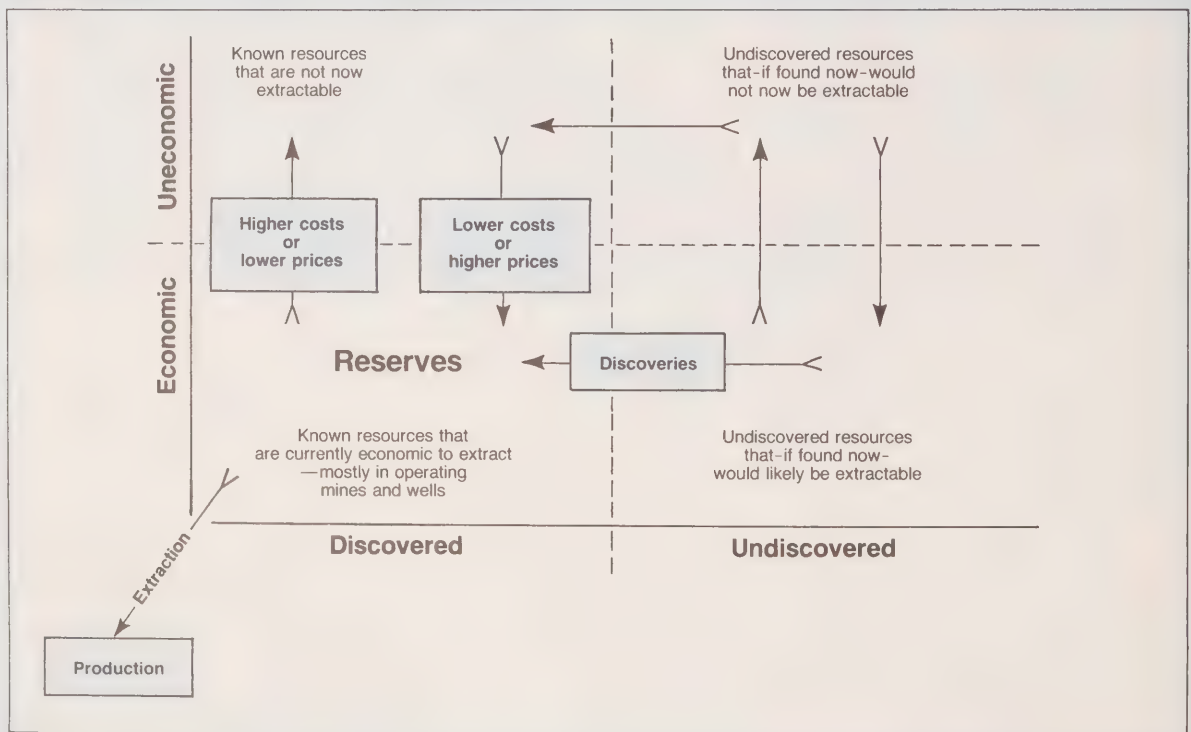 Uneconomic
Economic
Known resources
that are not now
extractable
Undiscovered resources
that-if found now-would
not now be extractable
Higher costs
or
lower prices
Lower costs
or
higher prices
Reserves
Discoveries
Known resources that
are currently economic to extract
—mostly in operating
mines and wells
Undiscovered resources
that-if found now-
would likely be extractable
Discovered
Undiscovered
Extraction
Production